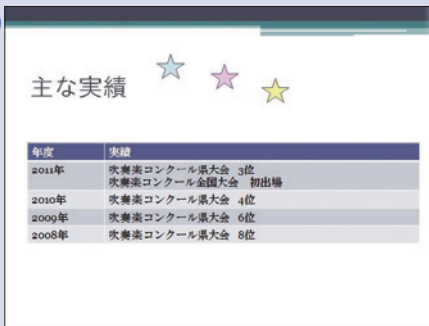 主な実績
年度 実績
2011年 吹奏楽コンクール県大会 3位
吹奏楽コンクール全国大会 初出場
2010年 吹奏楽コンクール県大会 4位
2009年 吹奏楽コンクール県大会 6位
2008年 吹奏楽コンクール県大会 8位